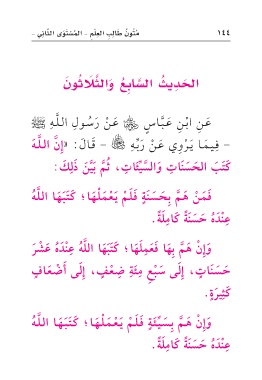 ١٤٤ مُتُونُ طَالِبِ العِلْمِ - المُسْتَوَى الثَّانِي -
الحَدِيثُ السَّابِعُ وَالثَّلَاثُونَ
عَنِ ابْنِ عَبَّاسٍ ﵄ عَنْ رَسُولِ اللَّهِ ﷺ
- فِيمَا يَرْوِي عَنْ رَبِّهِ ﷻ - قَالَ: «إِنَّ اللَّهَ
كَتَبَ الحَسَنَاتِ وَالسَّيِّئَاتِ، ثُمَّ بَيَّنَ ذَلِكَ:
فَمَنْ هَمَّ بِحَسَنَةٍ فَلَمْ يَعْمَلْهَا؛ كَتَبَهَا اللَّهُ
عِنْدَهُ حَسَنَةً كَامِلَةً.
وَإِنْ هَمَّ بِهَا فَعَمِلَهَا؛ كَتَبَهَا اللَّهُ عِنْدَهُ عَشْرَ
حَسَنَاتٍ، إِلَى سَبْعِ مِئَةِ ضِعْفٍ، إِلَى أَضْعَافٍ
كَثِيرَةٍ.
وَإِنْ هَمَّ بِسَيِّئَةٍ فَلَمْ يَعْمَلْهَا؛ كَتَبَهَا اللَّهُ
عِنْدَهُ حَسَنَةً كَامِلَةً.